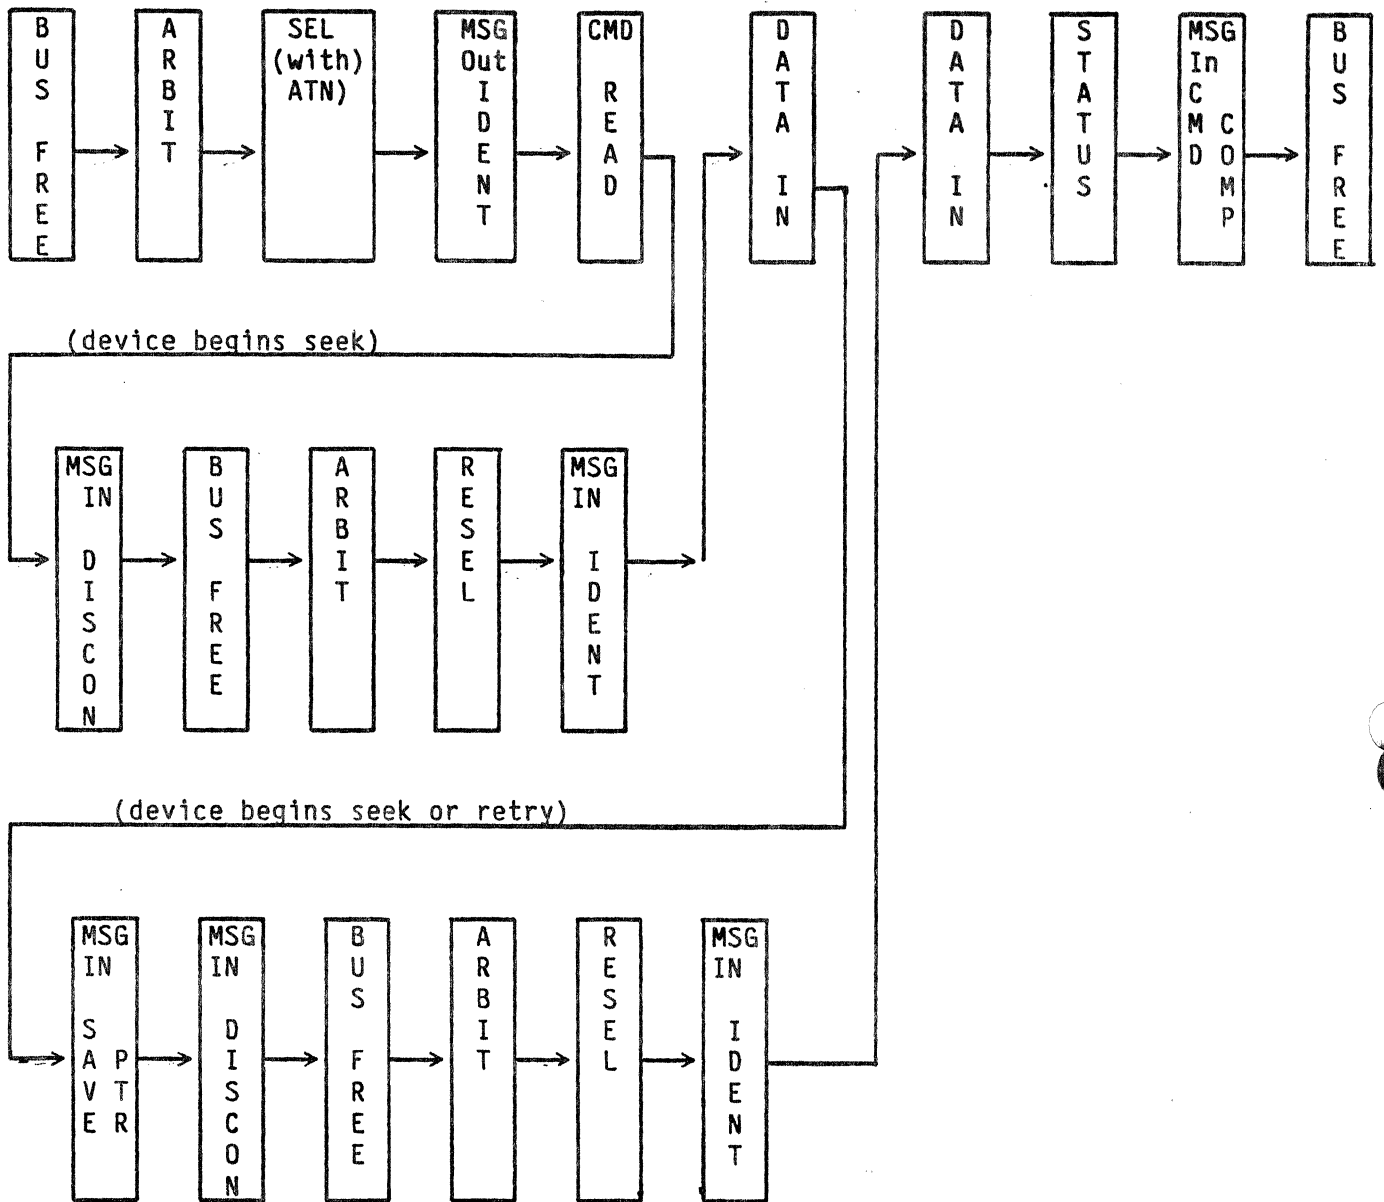 BUS FREE
ARBIT
SEL
(with)
ATN)
MSG
Out
IDENT
CMD
READ
DATA IN
DATA IN
STATUS
MSG
In
CMD COMP
BUS FREE
(device begins seek)
MSG
IN
DISCON
BUS FREE
ARBIT
RESEL
MSG
IN
IDENT
(device begins seek or retry)
MSG
IN
SAVE PTR
MSG
IN
DISCON
BUS FREE
ARBIT
RESEL
MSG
IN
IDENT